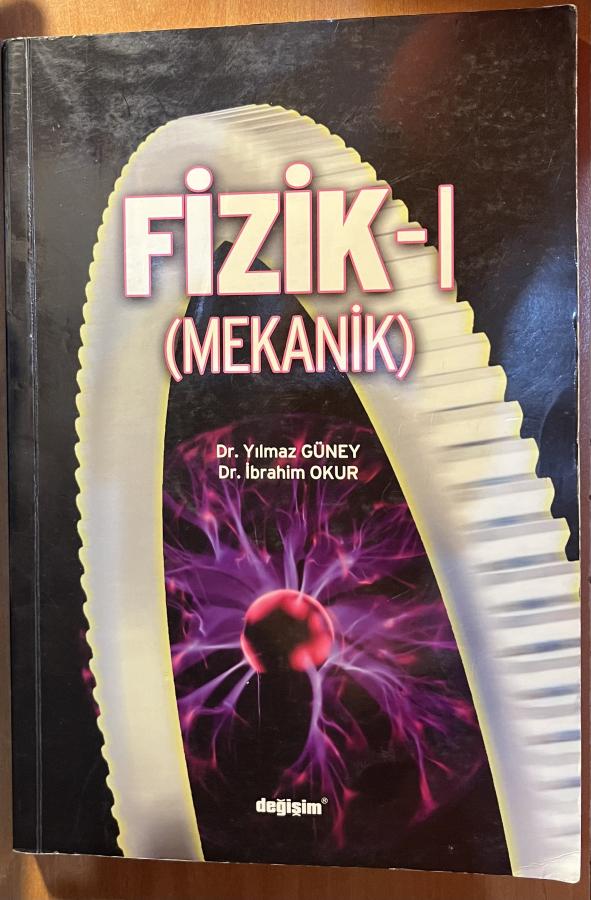 FİZİK-I
(MEKANİK)
Dr. Yılmaz GÜNEY
Dr. İbrahim OKUR
değişim®